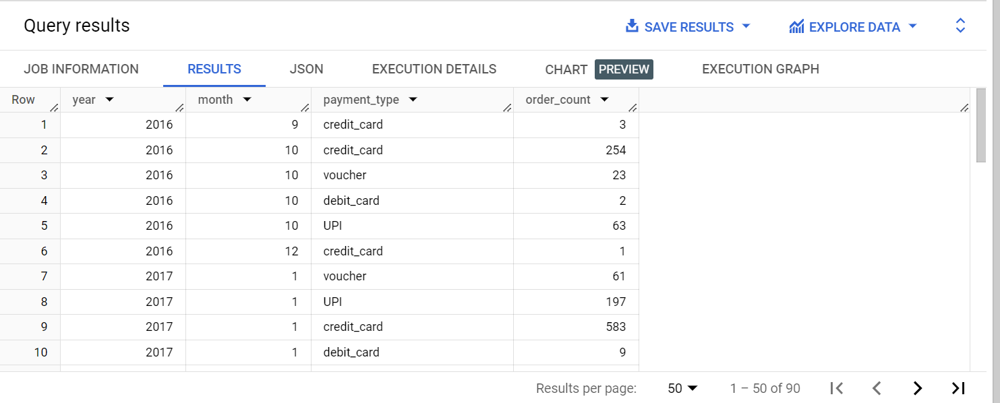 Query results SAVE RESULTS EXPLORE DATA
JOB INFORMATION RESULTS JSON EXECUTION DETAILS CHART PREVIEW EXECUTION GRAPH
Row year month payment_type order_count
1 2016 9 credit_card 3
2 2016 10 credit_card 254
3 2016 10 voucher 23
4 2016 10 debit_card 2
5 2016 10 UPI 63
6 2016 12 credit_card 1
7 2017 1 voucher 61
8 2017 1 UPI 197
9 2017 1 credit_card 583
10 2017 1 debit_card 9
Results per page: 50 1 – 50 of 90